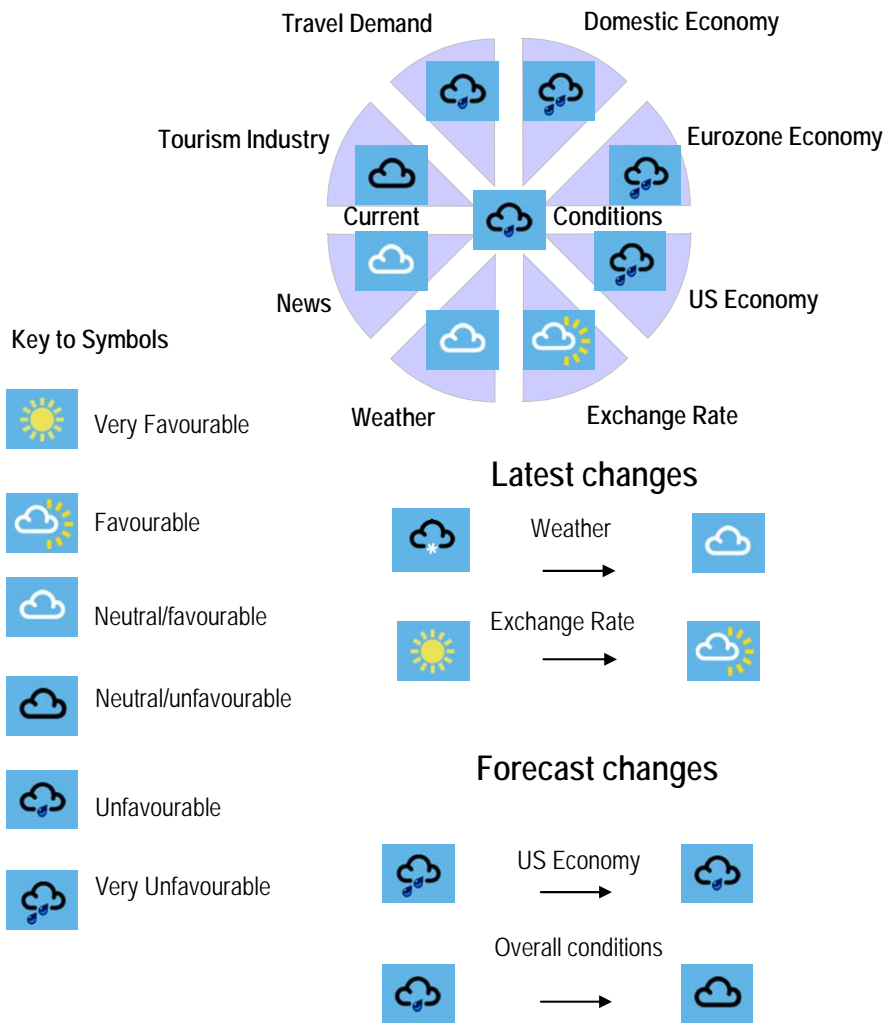 Travel Demand
Domestic Economy
Tourism Industry
Eurozone Economy
Current
Conditions
News
US Economy
Weather
Exchange Rate
Key to Symbols
Very Favourable
Favourable
Neutral/favourable
Neutral/unfavourable
Unfavourable
Very Unfavourable
Latest changes
Weather
Exchange Rate
Forecast changes
US Economy
Overall conditions